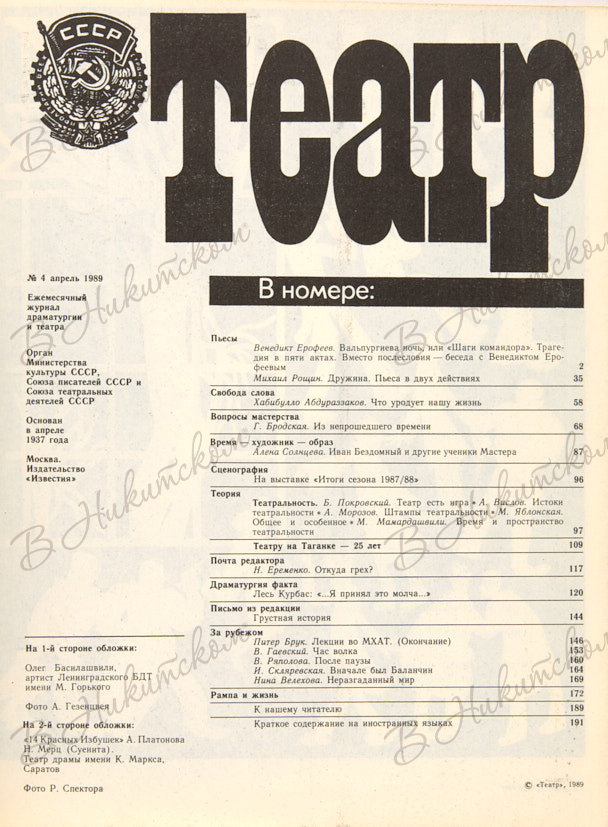 СССР
Театр
№ 4 апрель 1989
Ежемесячный
журнал
драматургии
и театра
Орган
Министерства
культуры СССР,
Союза писателей СССР и
Союза театральных
деятелей СССР
Основан
в апреле
1937 года
Москва.
Издательство
«Известия»
В номере:
Пьесы
Венедикт Ерофеев. Вальпургиева ночь, или «Шаги командора». Траге-
дия в пяти актах. Вместо послесловия — беседа с Венедиктом Еро-
феевым 2
Михаил Рощин. Дружина. Пьеса в двух действиях 35
Свобода слова
Хабибулло Абдураззаков. Что уродует нашу жизнь 58
Вопросы мастерства
Г. Бродская. Из непрошедшего времени 68
Время — художник — образ
Алена Солнцева. Иван Бездомный и другие ученики Мастера 87
Сценография
На выставке «Итоги сезона 1987/88» 96
Теория
Театральность. Б. Покровский. Театр есть игра • А. Вислов. Истоки
театральности • А. Морозов. Штампы театральности • М. Яблонская.
Общее и особенное • М. Мамардашвили. Время и пространство
театральности 97
Театру на Таганке — 25 лет 109
Почта редактора
Н. Еременко. Откуда грех? 117
Драматургия факта
Лесь Курбас: «...Я принял это молча...» 120
Письмо из редакции
Грустная история 144
За рубежом
Питер Брук. Лекции во МХАТ. (Окончание) 146
В. Гаевский. Час волка 153
В. Ряполова. После паузы 160
И. Скляревская. Вначале был Баланчин 164
Нина Велехова. Неразгаданный мир 169
Рампа и жизнь 172
К нашему читателю 189
Краткое содержание на иностранных языках 191
На 1-й стороне обложки:
Олег Басилашвили,
артист Ленинградского БДТ
имени М. Горького
Фото А. Гезенцвея
На 2-й стороне обложки:
«14 Красных Избушек» А. Платонова
Н. Мерц (Суенита).
Театр драмы имени К. Маркса,
Саратов
Фото Р. Спектора
© «Театр», 1989
В Никитском